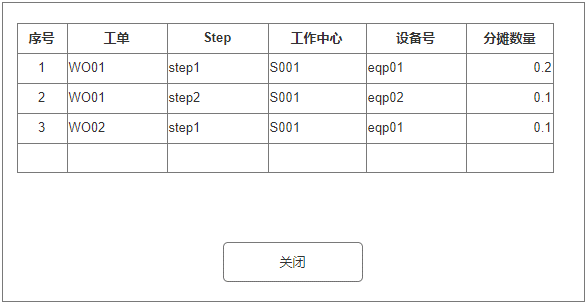 序号 工单 Step 工作中心 设备号 分摊数量
1 WO01 step1 S001 eqp01 0.2
2 WO01 step2 S001 eqp02 0.1
3 WO02 step1 S001 eqp01 0.1
关闭